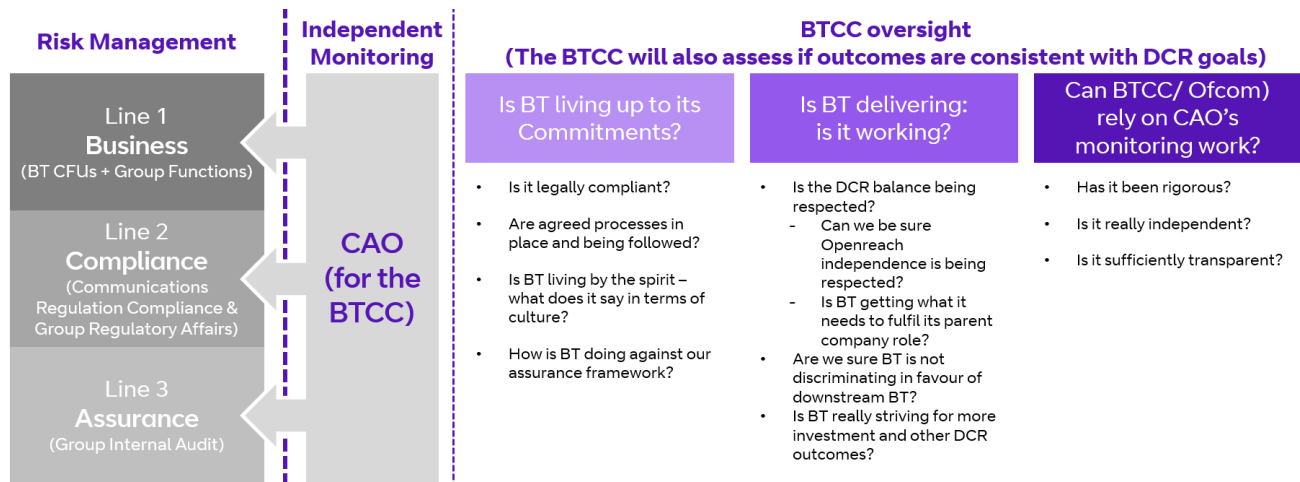 Risk Management
Line 1
Business
(BT CFUs + Group Functions)
Line 2
Compliance
(Communications
Regulation Compliance &
Group Regulatory Affairs)
Line 3
Assurance
(Group Internal Audit)
Independent
Monitoring
CAO
(for the
BTCC)
BTCC oversight
(The BTCC will also assess if outcomes are consistent with DCR goals)
Is BT living up to its
Commitments?
• Is it legally compliant?
• Are agreed processes in
place and being followed?
• Is BT living by the spirit –
what does it say in terms of
culture?
• How is BT doing against our
assurance framework?
Is BT delivering:
is it working?
• Is the DCR balance being
respected?
- Can we be sure
Openreach
independence is being
respected?
- Is BT getting what it
needs to fulfil its parent
company role?
• Are we sure BT is not
discriminating in favour of
downstream BT?
• Is BT really striving for more
investment and other DCR
outcomes?
Can BTCC/ Ofcom)
rely on CAO’s
monitoring work?
• Has it been rigorous?
• Is it really independent?
• Is it sufficiently transparent?